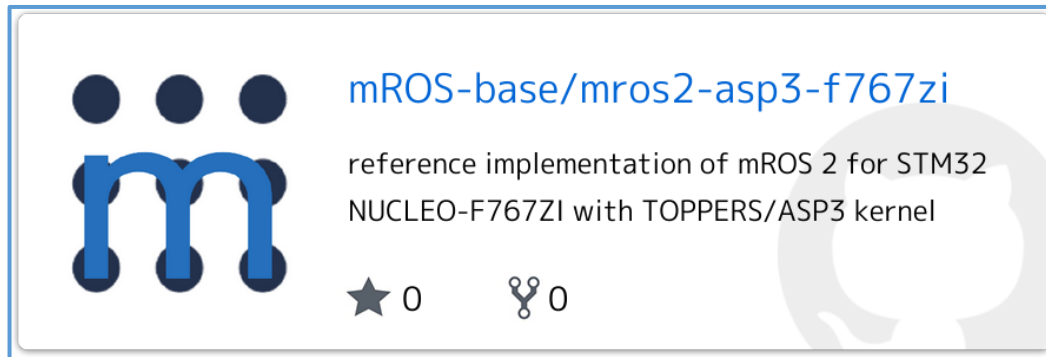 m
mROS-base/mros2-asp3-f767zi
reference implementation of mROS 2 for STM32
NUCLEO-F767ZI with TOPPERS/ASP3 kernel
0
0